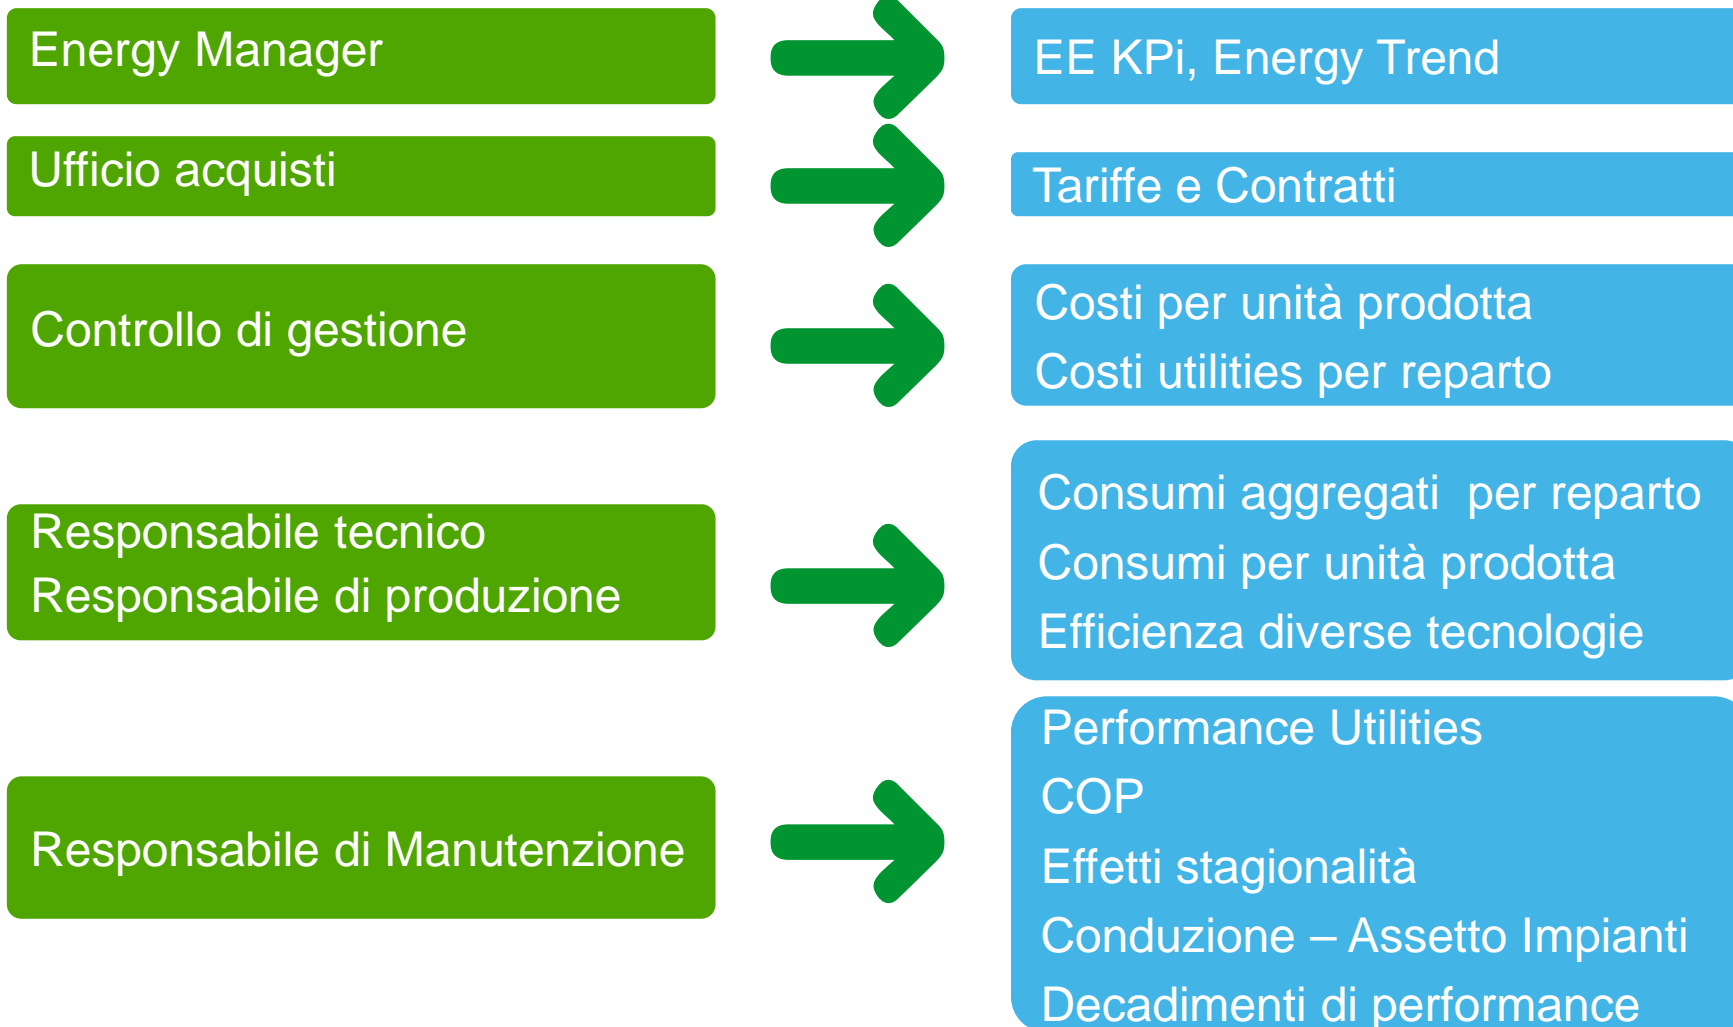 Energy Manager
EE KPi, Energy Trend
Ufficio acquisti
Tariffe e Contratti
Controllo di gestione
Costi per unità prodotta
Costi utilities per reparto
Responsabile tecnico
Responsabile di produzione
Consumi aggregati  per reparto
Consumi per unità prodotta
Efficienza diverse tecnologie
Responsabile di Manutenzione
Performance Utilities
COP
Effetti stagionalità
Conduzione – Assetto Impianti
Decadimenti di performance